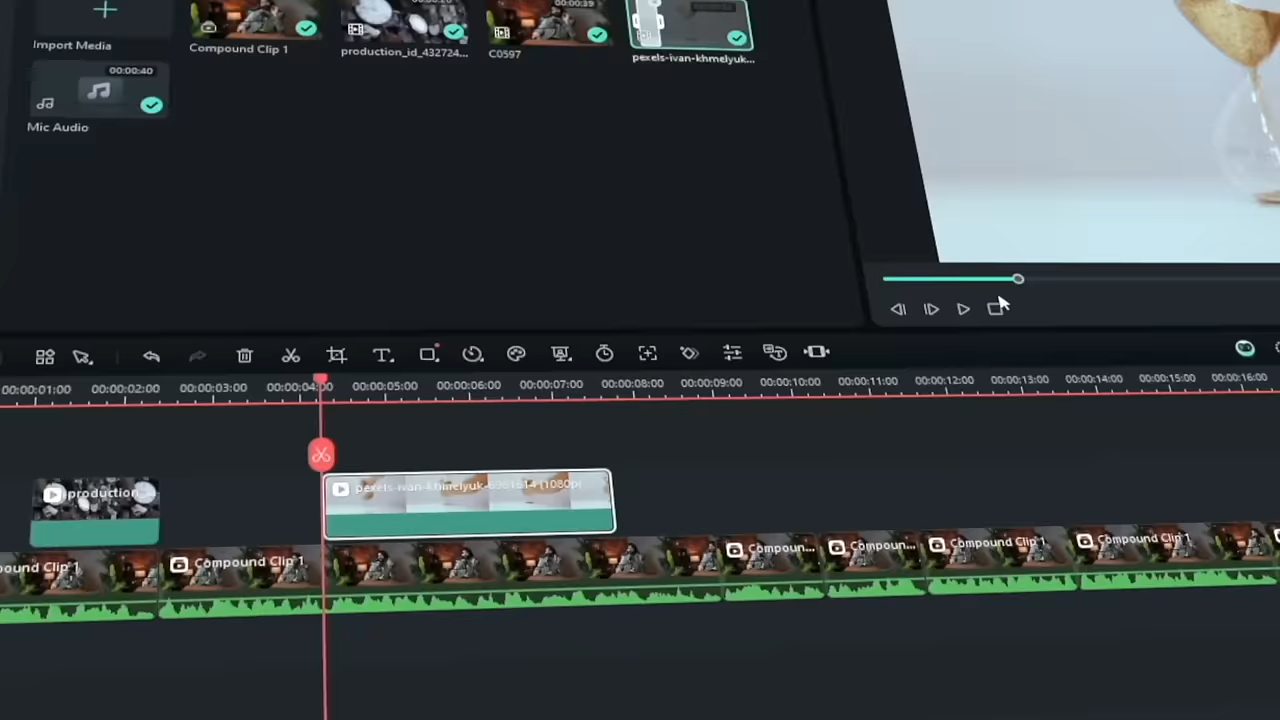 00:00:39
Import Media
Compound Clip 1
production_id_432724...
C0597
pexels-ivan-khmelyuk...
00:00:40
Mic Audio
00:00:01:00 00:00:02:00 00:00:03:00 00:00:04:00 00:00:05:00 00:00:06:00 00:00:07:00 00:00:08:00 00:00:09:00 00:00:10:00 00:00:11:00 00:00:12:00 00:00:13:00 00:00:14:00 00:00:15:00 00:00:16:00
production
pexels-ivan-khmelyuk-6981614 (1080p
ound Clip 1
Compound Clip 1
Compoun...
Compoun...
Compound Clip 1
Compound Clip 1